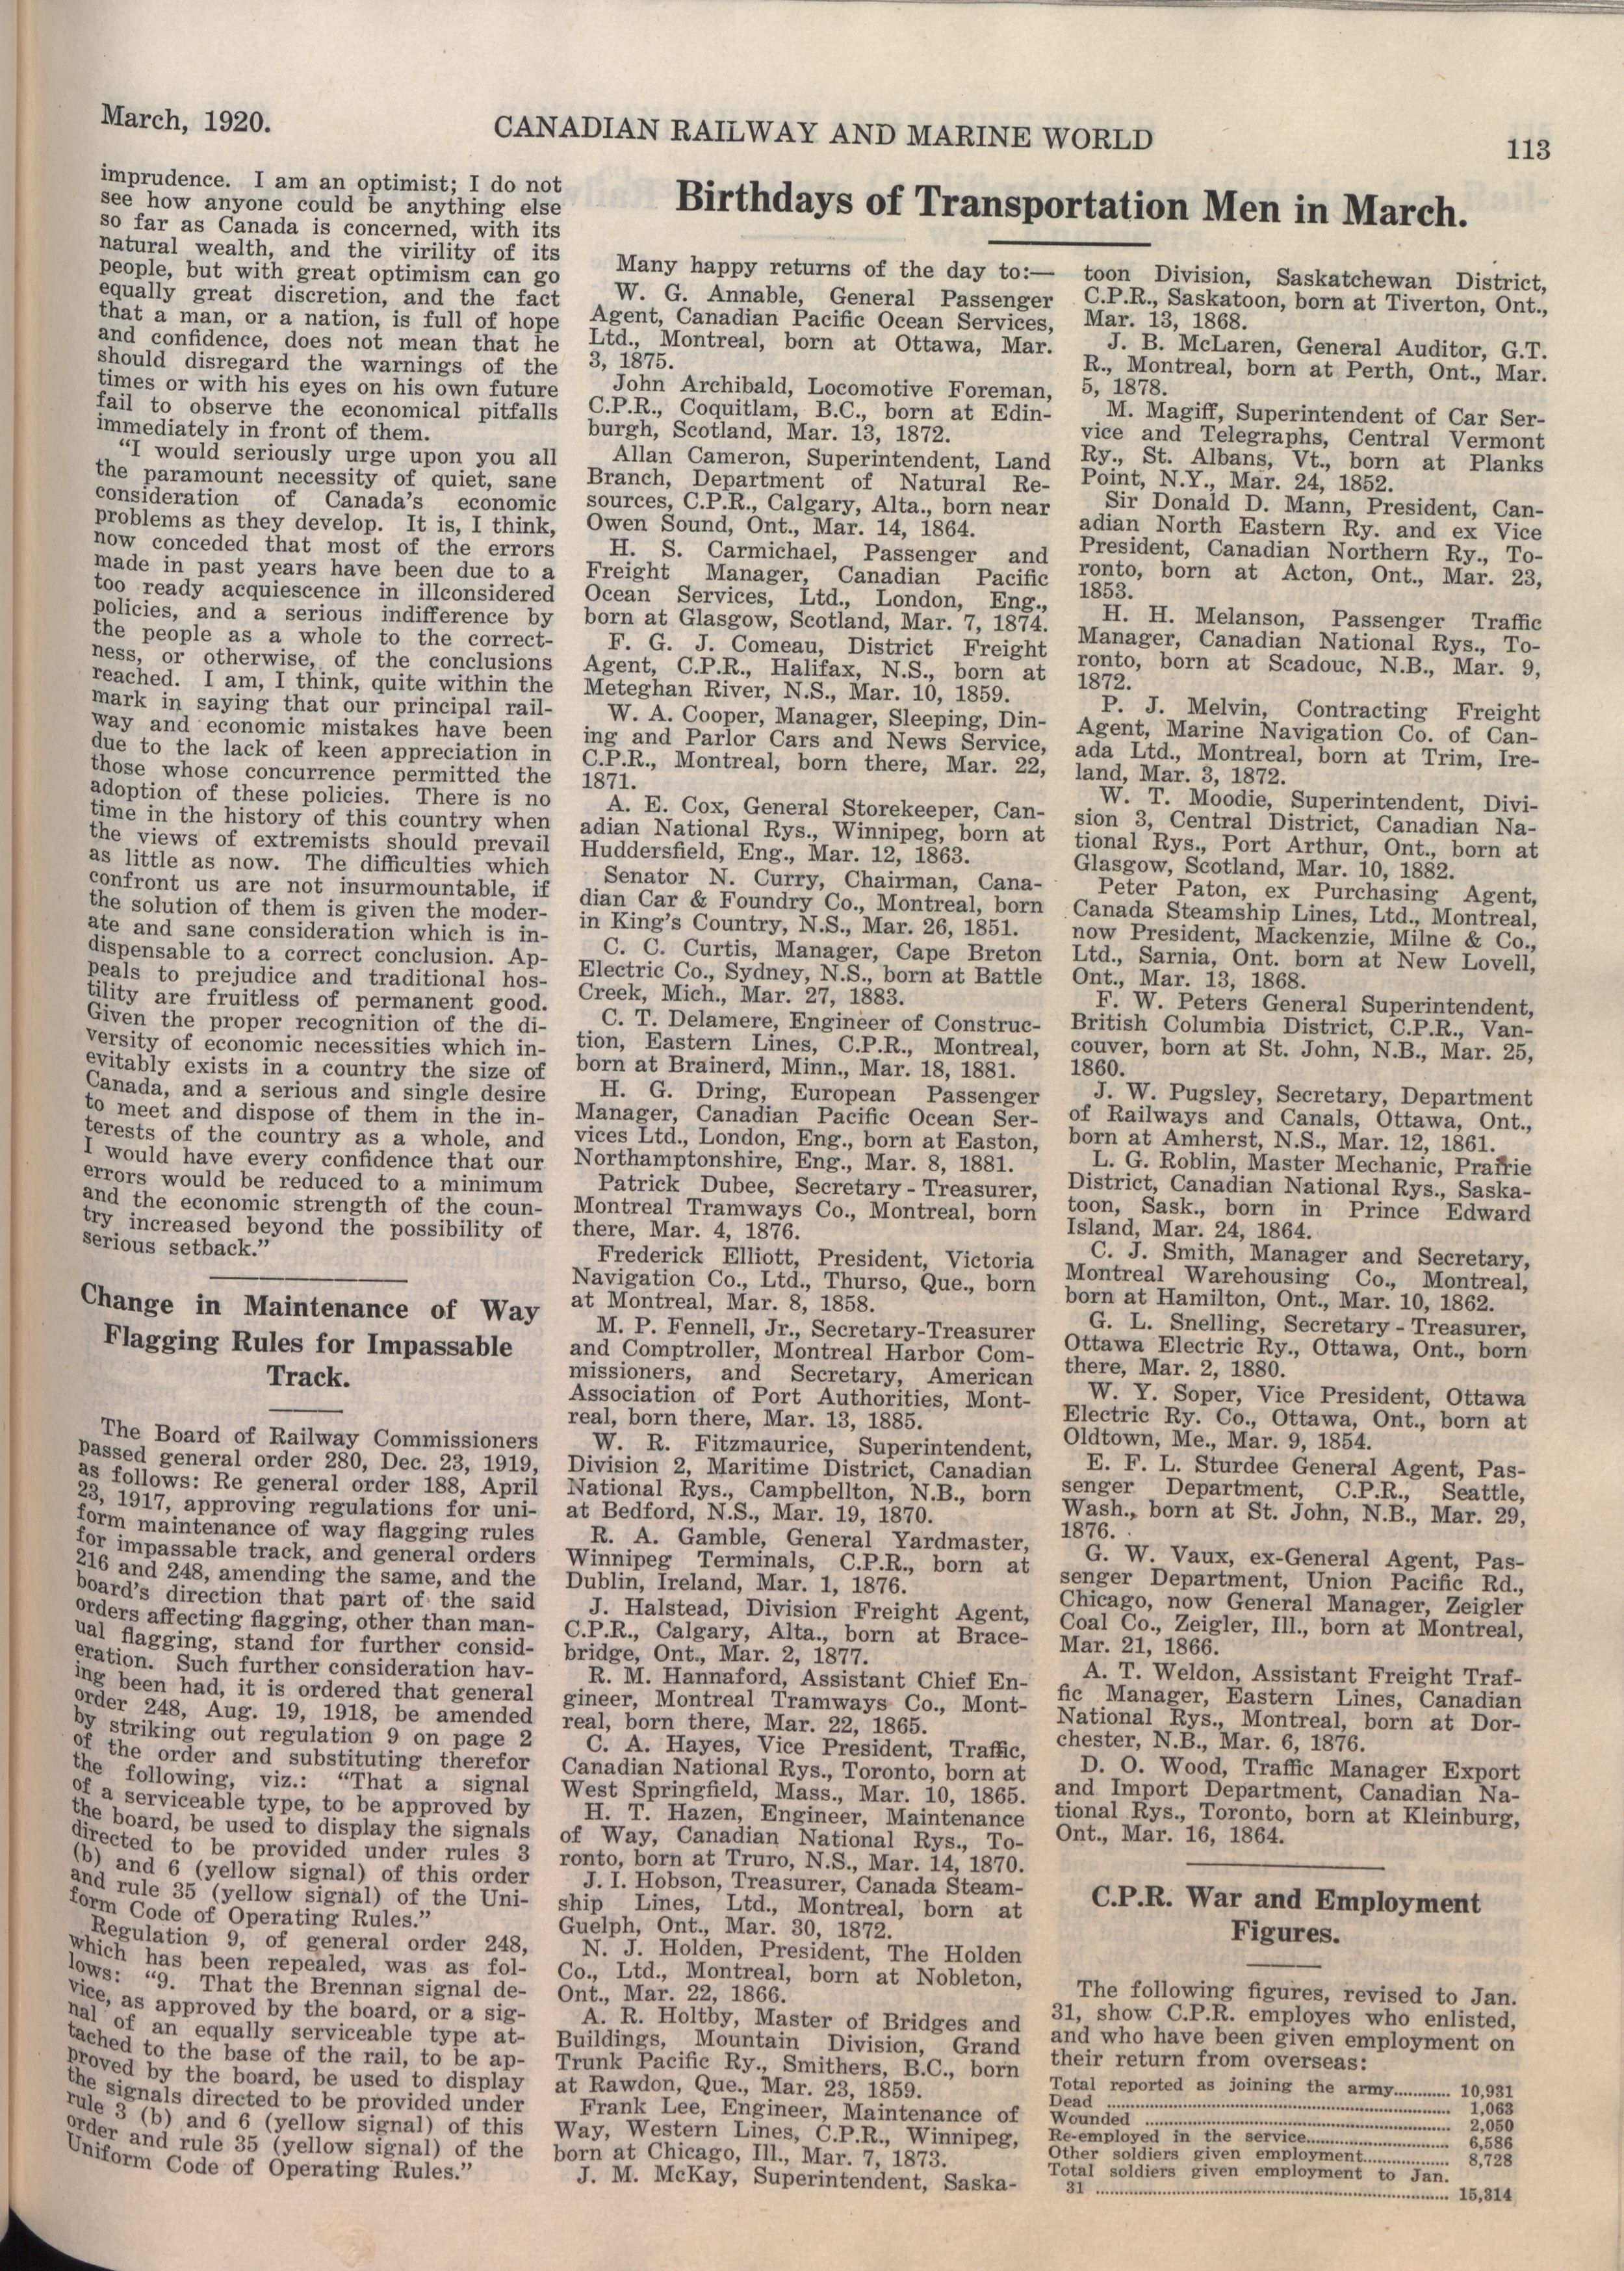 March, 1920.
CANADIAN RAILWAY AND MARINE WORLD
113
imprudence. I am an optimist; I do not
see how anyone could be anything else
so far as Canada is concerned, with its
natural wealth, and the virility of its
people, but with great optimism can go
equally great discretion, and the fact
that a man, or a nation, is full of hope
and confidence, does not mean that he
should disregard the warnings of the
times or with his eyes on his own future
fail to observe the economical pitfalls
immediately in front of them.
"I would seriously urge upon you all
the paramount necessity of quiet, sane
consideration of Canada's economic
problems as they develop. It is, I think,
now conceded that most of the errors
made in past years have been due to a
too ready acquiescence in illconsidered
policies, and a serious indifference by
the people as a whole to the correct-
ness, or otherwise, of the conclusions
reached. I am, I think, quite within the
mark in saying that our principal rail-
way and economic mistakes have been
due to the lack of keen appreciation in
those whose concurrence permitted the
adoption of these policies. There is no
time in the history of this country when
the views of extremists should prevail
as little as now. The difficulties which
confront us are not insurmountable, if
the solution of them is given the moder-
ate and sane consideration which is in-
dispensable to a correct conclusion. Ap-
peals to prejudice and traditional hos-
tility are fruitless of permanent good.
Given the proper recognition of the di-
versity of economic necessities which in-
evitably exists in a country the size of
Canada, and a serious and single desire
to meet and dispose of them in the in-
terests of the country as a whole, and
I would have every confidence that our
errors would be reduced to a minimum
and the economic strength of the coun-
try increased beyond the possibility of
serious setback."
Change in Maintenance of Way
Flagging Rules for Impassable
Track.
The Board of Railway Commissioners
passed general order 280, Dec. 23, 1919,
as follows: Re general order 188, April
23, 1917, approving regulations for uni-
form maintenance of way flagging rules
for impassable track, and general orders
216 and 248, amending the same, and the
board's direction that part of the said
orders affecting flagging, other than man-
ual flagging, stand for further consid-
eration. Such further consideration hav-
ing been had, it is ordered that general
order 248, Aug. 19, 1918, be amended
by striking out regulation 9 on page 2
of the order and substituting therefor
the following, viz.: "That a signal
of a serviceable type, to be approved by
the board, be used to display the signals
directed to be provided under rules 3
(b) and 6 (yellow signal) of this order
and rule 35 (yellow signal) of the Uni-
form Code of Operating Rules."
Regulation 9, of general order 248,
which has been repealed, was as fol-
lows: "9. That the Brennan signal de-
vice, as approved by the board, or a sig-
nal of an equally serviceable type at-
tached to the base of the rail, to be ap-
proved by the board, be used to display
the signals directed to be provided under
rule 3 (b) and 6 (yellow signal) of this
order and rule 35 (yellow signal) of the
Uniform Code of Operating Rules."
Birthdays of Transportation Men in March.
Many happy returns of the day to:—
W. G. Annable, General Passenger
Agent, Canadian Pacific Ocean Services,
Ltd., Montreal, born at Ottawa, Mar.
3, 1875.
John Archibald, Locomotive Foreman,
C.P.R., Coquitlam, B.C., born at Edin-
burgh, Scotland, Mar. 13, 1872.
Allan Cameron, Superintendent, Land
Branch, Department of Natural Re-
sources, C.P.R., Calgary, Alta., born near
Owen Sound, Ont., Mar. 14, 1864.
H. S. Carmichael, Passenger and
Freight Manager, Canadian Pacific
Ocean Services, Ltd., London, Eng.,
born at Glasgow, Scotland, Mar. 7, 1874.
F. G. J. Comeau, District Freight
Agent, C.P.R., Halifax, N.S., born at
Meteghan River, N.S., Mar. 10, 1859.
W. A. Cooper, Manager, Sleeping, Din-
ing and Parlor Cars and News Service,
C.P.R., Montreal, born there, Mar. 22,
1871.
A. E. Cox, General Storekeeper, Can-
adian National Rys., Winnipeg, born at
Huddersfield, Eng., Mar. 12, 1863.
Senator N. Curry, Chairman, Cana-
dian Car & Foundry Co., Montreal, born
in King's Country, N.S., Mar. 26, 1851.
C. C. Curtis, Manager, Cape Breton
Electric Co., Sydney, N.S., born at Battle
Creek, Mich., Mar. 27, 1883.
C. T. Delamere, Engineer of Construc-
tion, Eastern Lines, C.P.R., Montreal,
born at Brainerd, Minn., Mar. 18, 1881.
H. G. Dring, European Passenger
Manager, Canadian Pacific Ocean Ser-
vices Ltd., London, Eng., born at Easton,
Northamptonshire, Eng., Mar. 8, 1881.
Patrick Dubee, Secretary-Treasurer,
Montreal Tramways Co., Montreal, born
there, Mar. 4, 1876.
Frederick Elliott, President, Victoria
Navigation Co., Ltd., Thurso, Que., born
at Montreal, Mar. 8, 1858.
M. P. Fennell, Jr., Secretary-Treasurer
and Comptroller, Montreal Harbor Com-
missioners, and Secretary, American
Association of Port Authorities, Mont-
real, born there, Mar. 13, 1885.
W. R. Fitzmaurice, Superintendent,
Division 2, Maritime District, Canadian
National Rys., Campbellton, N.B., born
at Bedford, N.S., Mar. 19, 1870.
R. A. Gamble, General Yardmaster,
Winnipeg Terminals, C.P.R., born at
Dublin, Ireland, Mar. 1, 1876.
J. Halstead, Division Freight Agent,
C.P.R., Calgary, Alta., born at Brace-
bridge, Ont., Mar. 2, 1877.
R. M. Hannaford, Assistant Chief En-
gineer, Montreal Tramways Co., Mont-
real, born there, Mar. 22, 1865.
C. A. Hayes, Vice President, Traffic,
Canadian National Rys., Toronto, born at
West Springfield, Mass., Mar. 10, 1865.
H. T. Hazen, Engineer, Maintenance
of Way, Canadian National Rys., To-
ronto, born at Truro, N.S., Mar. 14, 1870.
J. I. Hobson, Treasurer, Canada Steam-
ship Lines, Ltd., Montreal, born at
Guelph, Ont., Mar. 30, 1872.
N. J. Holden, President, The Holden
Co., Ltd., Montreal, born at Nobleton,
Ont., Mar. 22, 1866.
A. R. Holtby, Master of Bridges and
Buildings, Mountain Division, Grand
Trunk Pacific Ry., Smithers, B.C., born
at Rawdon, Que., Mar. 23, 1859.
Frank Lee, Engineer, Maintenance of
Way, Western Lines, C.P.R., Winnipeg,
born at Chicago, Ill., Mar. 7, 1873.
J. M. McKay, Superintendent, Saska-
toon Division, Saskatchewan District,
C.P.R., Saskatoon, born at Tiverton, Ont.,
Mar. 13, 1868.
J. B. McLaren, General Auditor, G.T.
R., Montreal, born at Perth, Ont., Mar.
5, 1878.
M. Magiff, Superintendent of Car Ser-
vice and Telegraphs, Central Vermont
Ry., St. Albans, Vt., born at Planks
Point, N.Y., Mar. 24, 1852.
Sir Donald D. Mann, President, Can-
adian North Eastern Ry. and ex Vice
President, Canadian Northern Ry., To-
ronto, born at Acton, Ont., Mar. 23,
1853.
H. H. Melanson, Passenger Traffic
Manager, Canadian National Rys., To-
ronto, born at Scadouc, N.B., Mar. 9,
1872.
P. J. Melvin, Contracting Freight
Agent, Marine Navigation Co. of Can-
ada Ltd., Montreal, born at Trim, Ire-
land, Mar. 3, 1872.
W. T. Moodie, Superintendent, Divi-
sion 3, Central District, Canadian Na-
tional Rys., Port Arthur, Ont., born at
Glasgow, Scotland, Mar. 10, 1882.
Peter Paton, ex Purchasing Agent,
Canada Steamship Lines, Ltd., Montreal,
now President, Mackenzie, Milne & Co.,
Ltd., Sarnia, Ont. born at New Lovell,
Ont., Mar. 13, 1868.
F. W. Peters General Superintendent,
British Columbia District, C.P.R., Van-
couver, born at St. John, N.B., Mar. 25,
1860.
J. W. Pugsley, Secretary, Department
of Railways and Canals, Ottawa, Ont.,
born at Amherst, N.S., Mar. 12, 1861.
L. G. Roblin, Master Mechanic, Prairie
District, Canadian National Rys., Saska-
toon, Sask., born in Prince Edward
Island, Mar. 24, 1864.
C. J. Smith, Manager and Secretary,
Montreal Warehousing Co., Montreal,
born at Hamilton, Ont., Mar. 10, 1862.
G. L. Snelling, Secretary-Treasurer,
Ottawa Electric Ry., Ottawa, Ont., born
there, Mar. 2, 1880.
W. Y. Soper, Vice President, Ottawa
Electric Ry. Co., Ottawa, Ont., born at
Oldtown, Me., Mar. 9, 1854.
E. F. L. Sturdee General Agent, Pas-
senger Department, C.P.R., Seattle,
Wash., born at St. John, N.B., Mar. 29,
1876.
G. W. Vaux, ex-General Agent, Pas-
senger Department, Union Pacific Rd.,
Chicago, now General Manager, Zeigler
Coal Co., Zeigler, Ill., born at Montreal,
Mar. 21, 1866.
A. T. Weldon, Assistant Freight Traf-
fic Manager, Eastern Lines, Canadian
National Rys., Montreal, born at Dor-
chester, N.B., Mar. 6, 1876.
D. O. Wood, Traffic Manager Export
and Import Department, Canadian Na-
tional Rys., Toronto, born at Kleinburg,
Ont., Mar. 16, 1864.
C.P.R. War and Employment
Figures.
The following figures, revised to Jan.
31, show C.P.R. employes who enlisted,
and who have been given employment on
their return from overseas:
Total reported as joining the army............ 10,931
Dead ............ 1,063
Wounded ............ 2,050
Re-employed in the service............ 6,586
Other soldiers given employment............ 8,728
Total soldiers given employment to Jan.
31 ............ 15,314